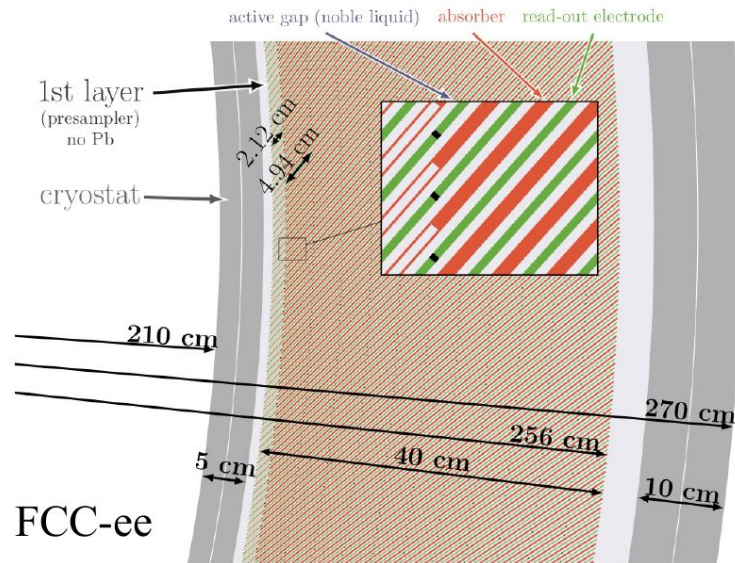 active gap (noble liquid) absorber read-out electrode
1st layer
(presampler)
no Pb
2.12 cm
4.94 cm
cryostat
210 cm
270 cm
256 cm
40 cm
5 cm
10 cm
FCC-ee